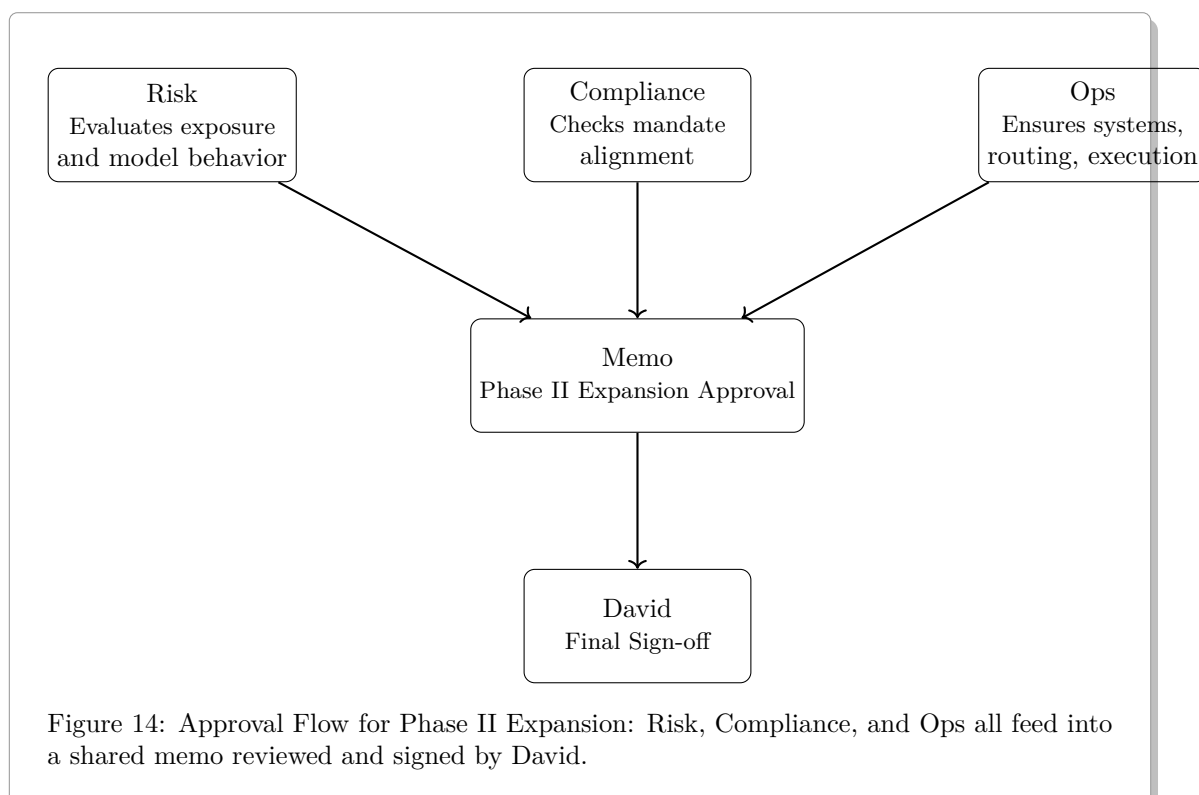 Risk
Evaluates exposure
and model behavior
Compliance
Checks mandate
alignment
Ops
Ensures systems,
routing, execution
Memo
Phase II Expansion Approval
David
Final Sign-off
Figure 14: Approval Flow for Phase II Expansion: Risk, Compliance, and Ops all feed into
a shared memo reviewed and signed by David.